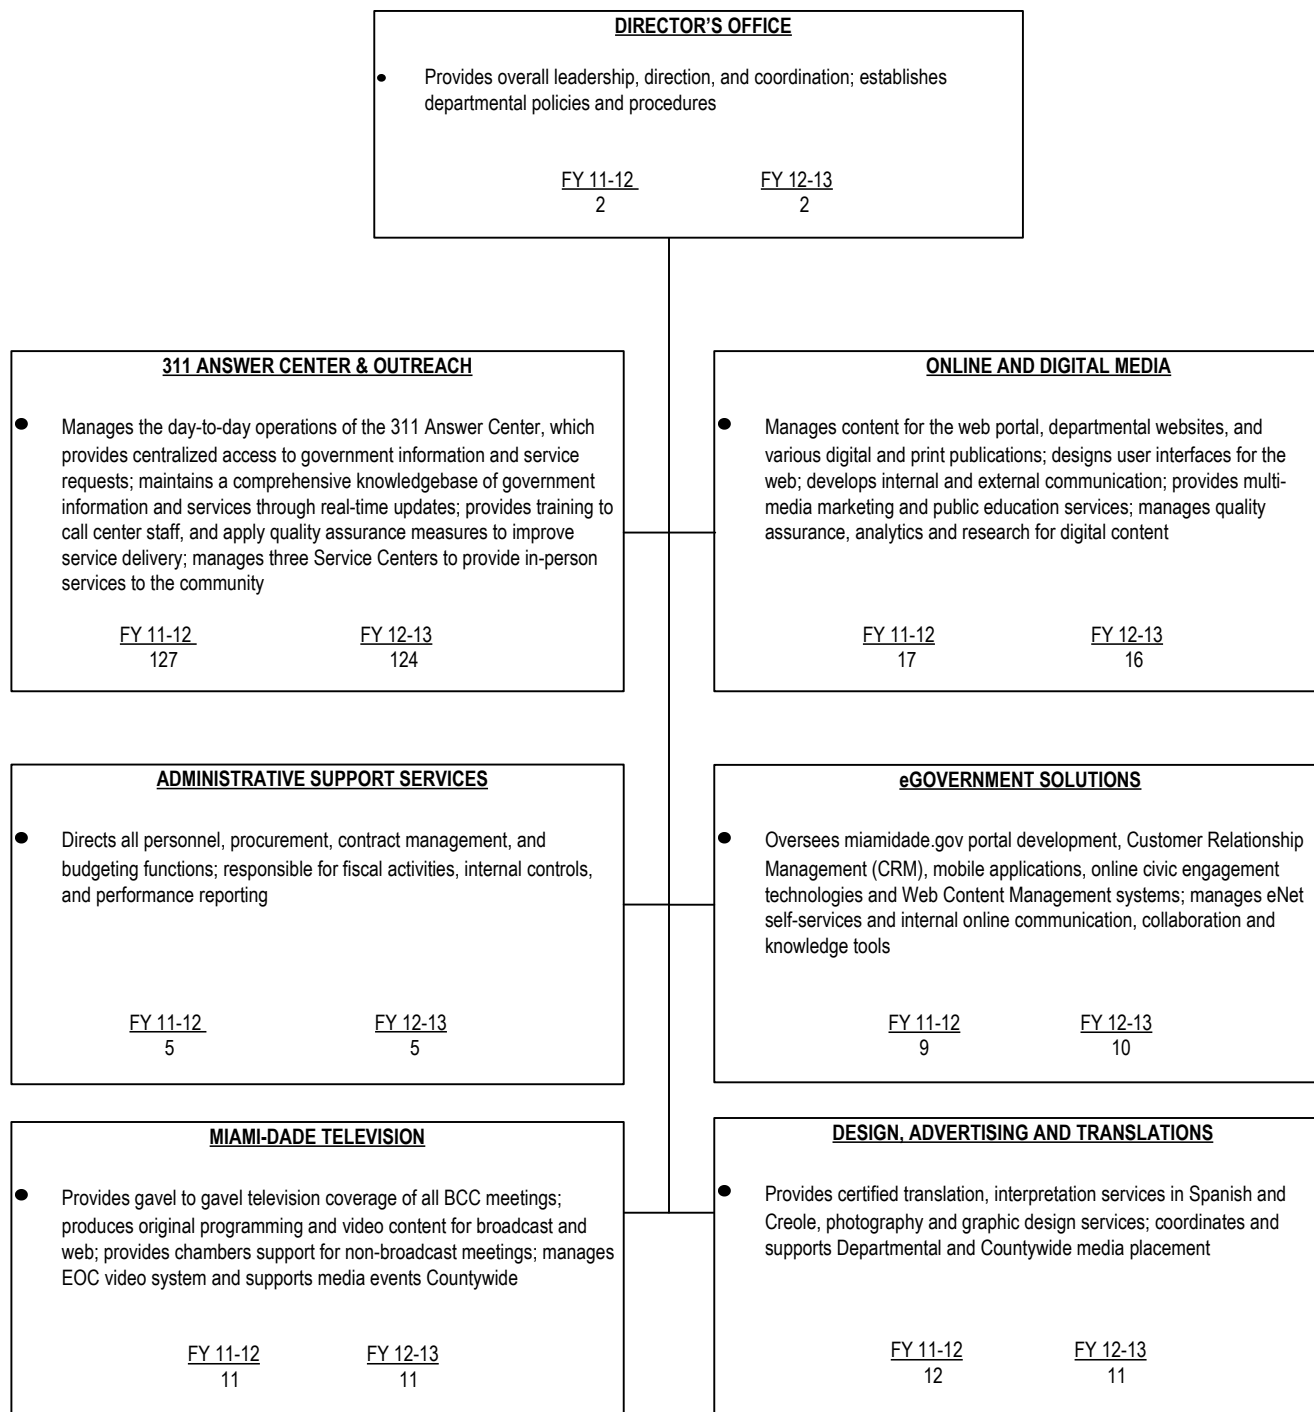 DIRECTOR'S OFFICE
• Provides overall leadership, direction, and coordination; establishes
departmental policies and procedures
FY 11-12 FY 12-13
2 2
311 ANSWER CENTER & OUTREACH
• Manages the day-to-day operations of the 311 Answer Center, which
provides centralized access to government information and service
requests; maintains a comprehensive knowledgebase of government
information and services through real-time updates; provides training to
call center staff, and apply quality assurance measures to improve
service delivery; manages three Service Centers to provide in-person
services to the community
FY 11-12 FY 12-13
127 124
ONLINE AND DIGITAL MEDIA
• Manages content for the web portal, departmental websites, and
various digital and print publications; designs user interfaces for the
web; develops internal and external communication; provides multi-
media marketing and public education services; manages quality
assurance, analytics and research for digital content
FY 11-12 FY 12-13
17 16
ADMINISTRATIVE SUPPORT SERVICES
• Directs all personnel, procurement, contract management, and
budgeting functions; responsible for fiscal activities, internal controls,
and performance reporting
FY 11-12 FY 12-13
5 5
eGOVERNMENT SOLUTIONS
• Oversees miamidade.gov portal development, Customer Relationship
Management (CRM), mobile applications, online civic engagement
technologies and Web Content Management systems; manages eNet
self-services and internal online communication, collaboration and
knowledge tools
FY 11-12 FY 12-13
9 10
MIAMI-DADE TELEVISION
• Provides gavel to gavel television coverage of all BCC meetings;
produces original programming and video content for broadcast and
web; provides chambers support for non-broadcast meetings; manages
EOC video system and supports media events Countywide
FY 11-12 FY 12-13
11 11
DESIGN, ADVERTISING AND TRANSLATIONS
• Provides certified translation, interpretation services in Spanish and
Creole, photography and graphic design services; coordinates and
supports Departmental and Countywide media placement
FY 11-12 FY 12-13
12 11